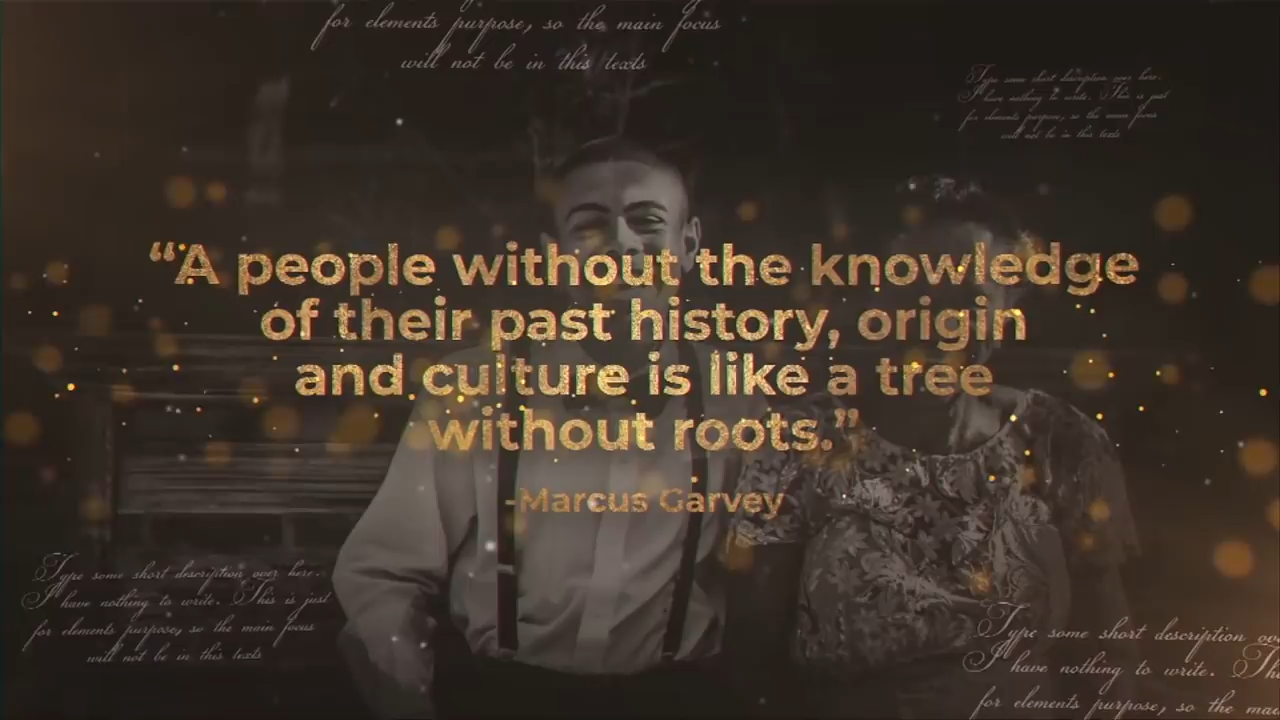 for elements purpose, so the main focus
will not be in this texts
Type some short description over here.
I have nothing to write. This is just
for elements purpose, so the main focus
will not be in this texts
“A people without the knowledge
of their past history, origin
and culture is like a tree
without roots.”
-Marcus Garvey
Type some short description over here.
I have nothing to write. This is just
for elements purpose, so the main focus
will not be in this texts
Type some short description ov
I have nothing to write. Th
for elements purpose, so the mai